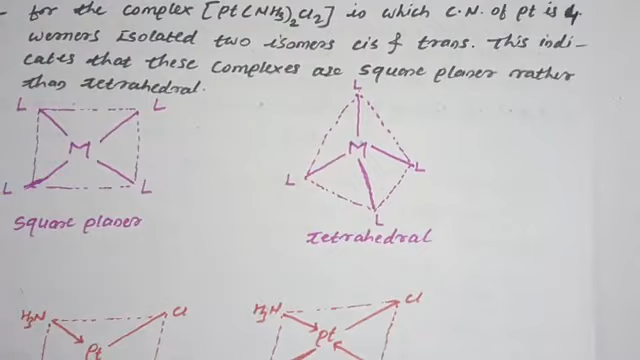 - for the complex [Pt(NH3)2Cl2] in which C.N. of Pt is 4
werners Isolated two isomers cis & trans. This indi-
cates that these complexes are square planer rather
than tetrahedral.
L L L
M M
L L L L
L
square planer
tetrahedral
H3N Cl H3N Cl
Pt Pt